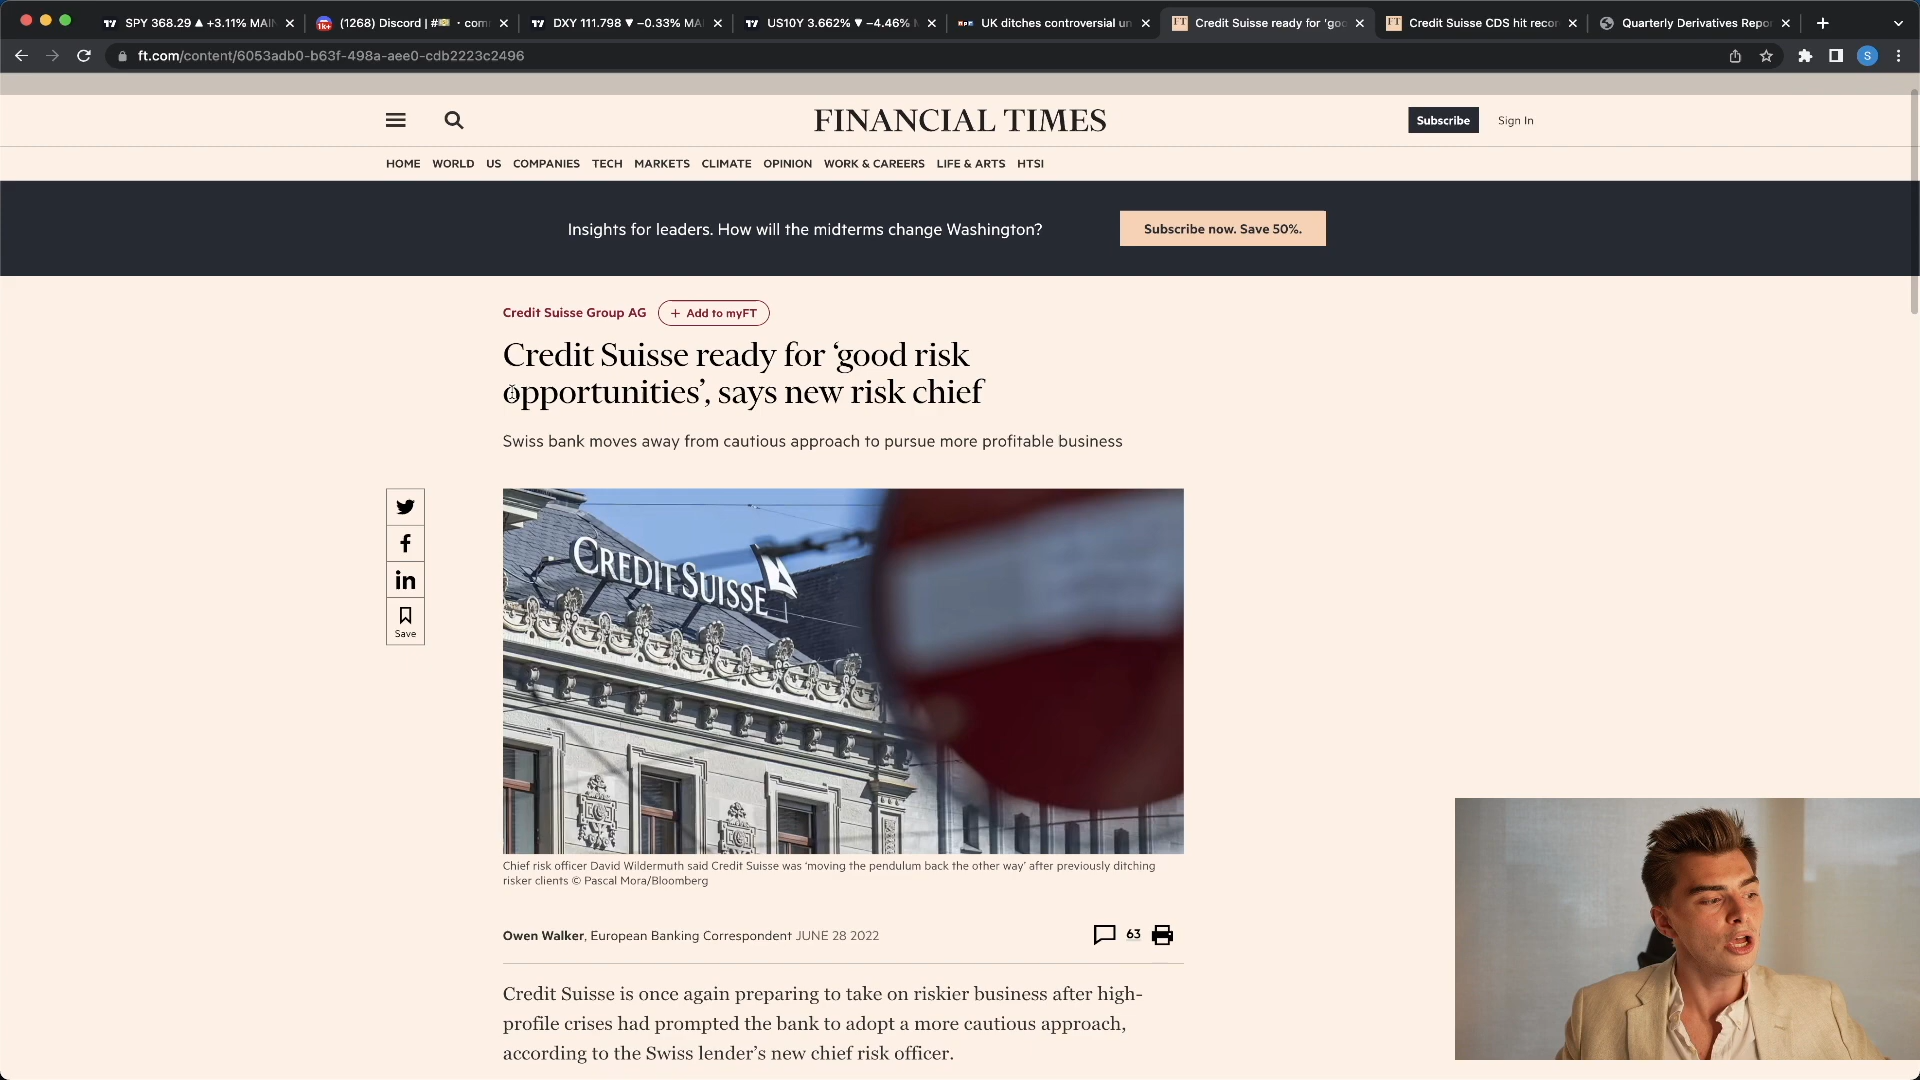 SPY 368.29 ▲ +3.11% MAIN
(1268) Discord | #
DXY 111.798 ▼ −0.33% MA
US10Y 3.662% ▼ −4.46%
UK ditches controversial un
Credit Suisse ready for 'goo
Credit Suisse CDS hit recor
Quarterly Derivatives Repo
ft.com/content/6053adb0-b63f-498a-aee0-cdb2223c2496
S
FINANCIAL TIMES
Subscribe
Sign In
HOME WORLD US COMPANIES TECH MARKETS CLIMATE OPINION WORK & CAREERS LIFE & ARTS HTSI
Insights for leaders. How will the midterms change Washington?
Subscribe now. Save 50%.
Credit Suisse Group AG
+ Add to myFT
Credit Suisse ready for ‘good risk
opportunities’, says new risk chief
Swiss bank moves away from cautious approach to pursue more profitable business
Save
CREDIT SUISSE
Chief risk officer David Wildermuth said Credit Suisse was ‘moving the pendulum back the other way’ after previously ditching
risker clients © Pascal Mora/Bloomberg
Owen Walker, European Banking Correspondent JUNE 28 2022
63
Credit Suisse is once again preparing to take on riskier business after high-
profile crises had prompted the bank to adopt a more cautious approach,
according to the Swiss lender’s new chief risk officer.